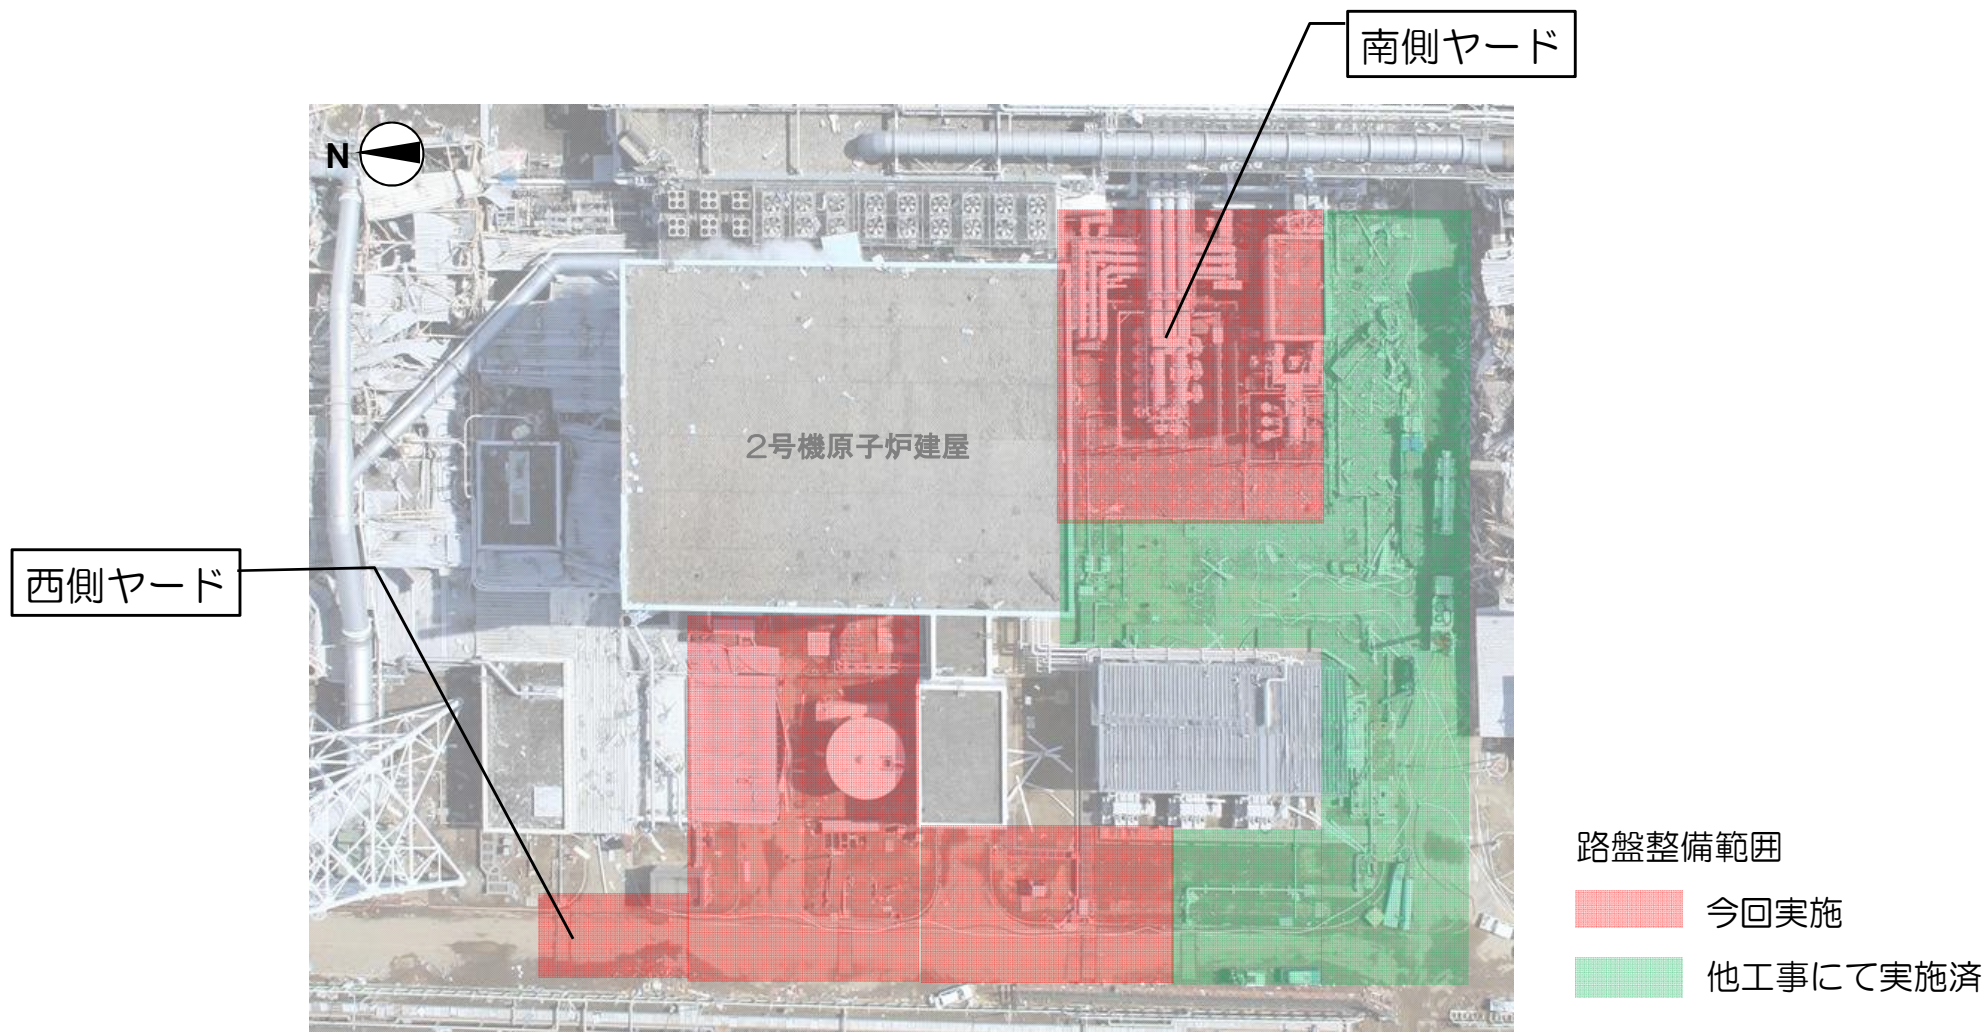 南側ヤード
N
2号機原子炉建屋
西側ヤード
路盤整備範囲
今回実施
他工事にて実施済